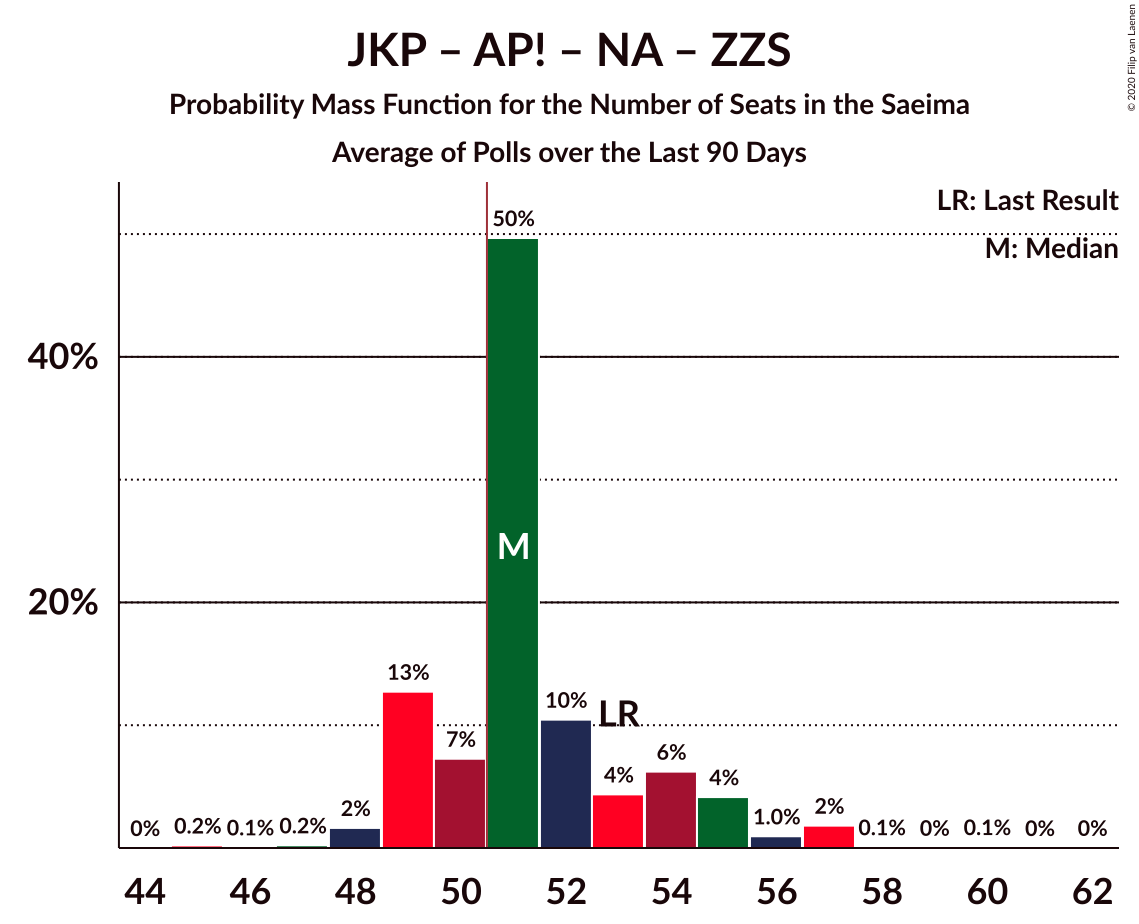 JKP – AP! – NA – ZZS
Probability Mass Function for the Number of Seats in the Saeima
Average of Polls over the Last 90 Days
© 2020 Filip van Laenen
LR: Last Result
M: Median
40%
20%
0%
0.2%
0.1%
0.2%
2%
13%
7%
50%
M
10%
LR
4%
6%
4%
1.0%
2%
0.1%
0%
0.1%
0%
0%
44 46 48 50 52 54 56 58 60 62